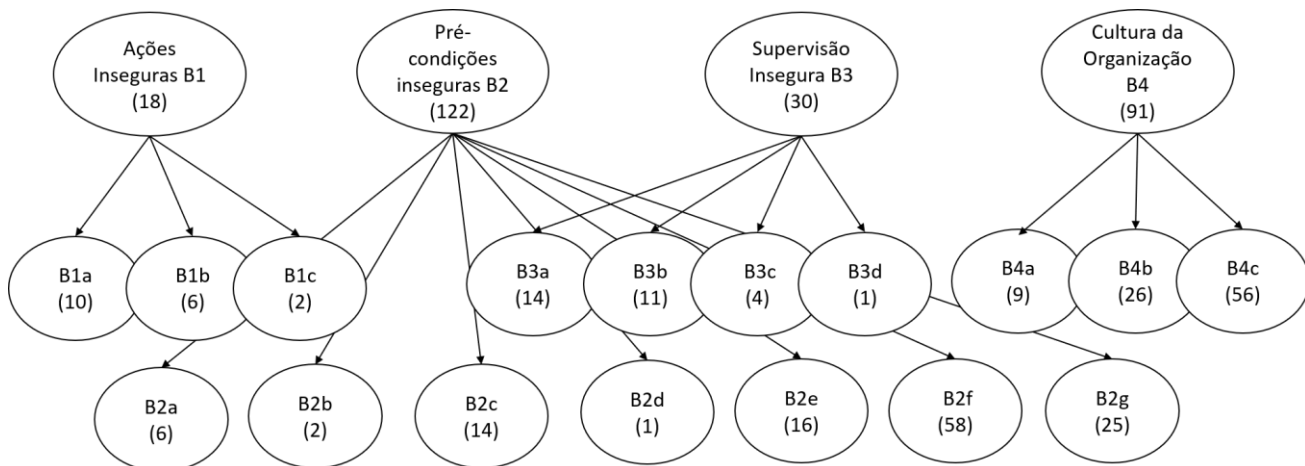 Ações
Inseguras B1
(18)
Pré-
condições
inseguras B2
(122)
Supervisão
Insegura B3
(30)
Cultura da
Organização
B4
(91)
B1a
(10)
B1b
(6)
B1c
(2)
B3a
(14)
B3b
(11)
B3c
(4)
B3d
(1)
B4a
(9)
B4b
(26)
B4c
(56)
B2a
(6)
B2b
(2)
B2c
(14)
B2d
(1)
B2e
(16)
B2f
(58)
B2g
(25)